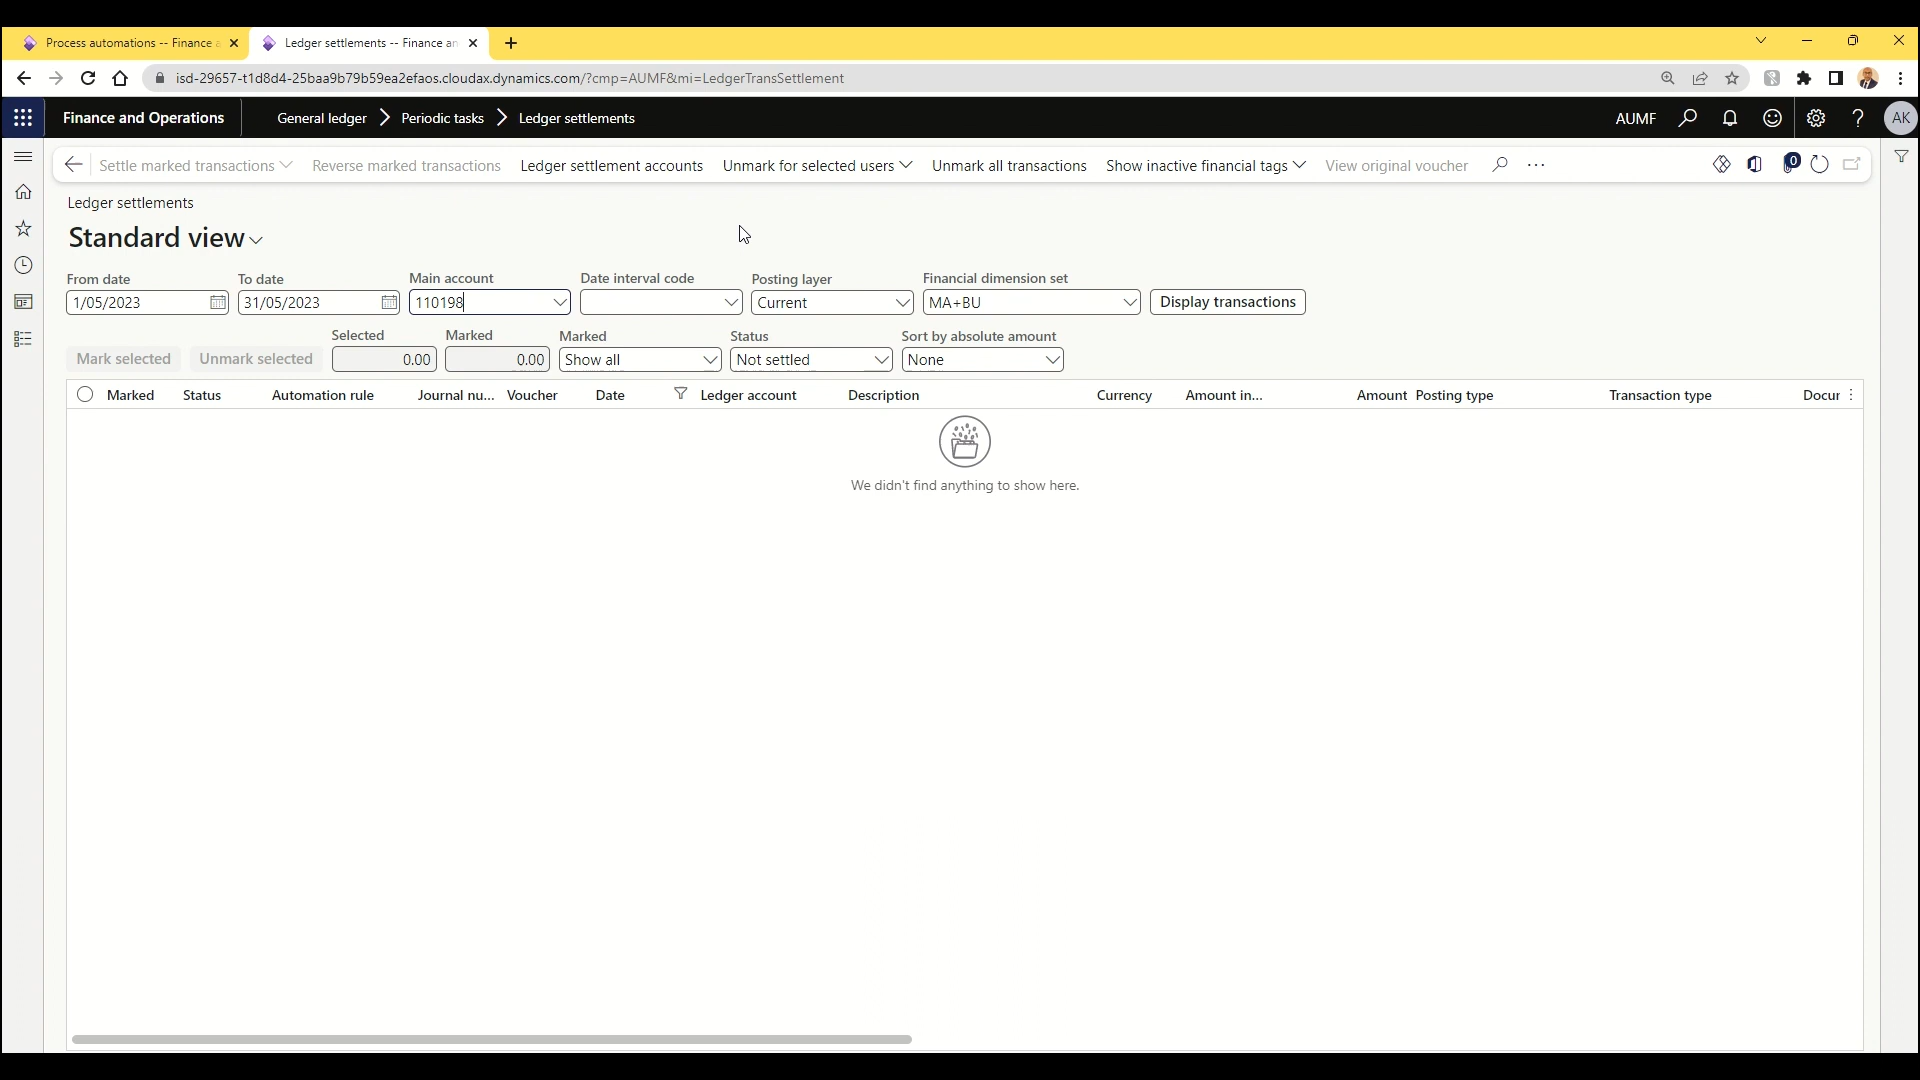 Process automations -- Finance a
Ledger settlements -- Finance an
isd-29657-t1d8d4-25baa9b79b59ea2efaos.cloudax.dynamics.com/?cmp=AUMF&mi=LedgerTransSettlement
Finance and Operations
General ledger
Periodic tasks
Ledger settlements
AUMF
AK
Settle marked transactions
Reverse marked transactions
Ledger settlement accounts
Unmark for selected users
Unmark all transactions
Show inactive financial tags
View original voucher
0
Ledger settlements
Standard view
From date
To date
Main account
Date interval code
Posting layer
Financial dimension set
1/05/2023
31/05/2023
110198
Current
MA+BU
Display transactions
Selected
Marked
Marked
Status
Sort by absolute amount
Mark selected
Unmark selected
0.00
0.00
Show all
Not settled
None
Marked
Status
Automation rule
Journal nu...
Voucher
Date
Ledger account
Description
Currency
Amount in...
Amount
Posting type
Transaction type
Docur
We didn't find anything to show here.